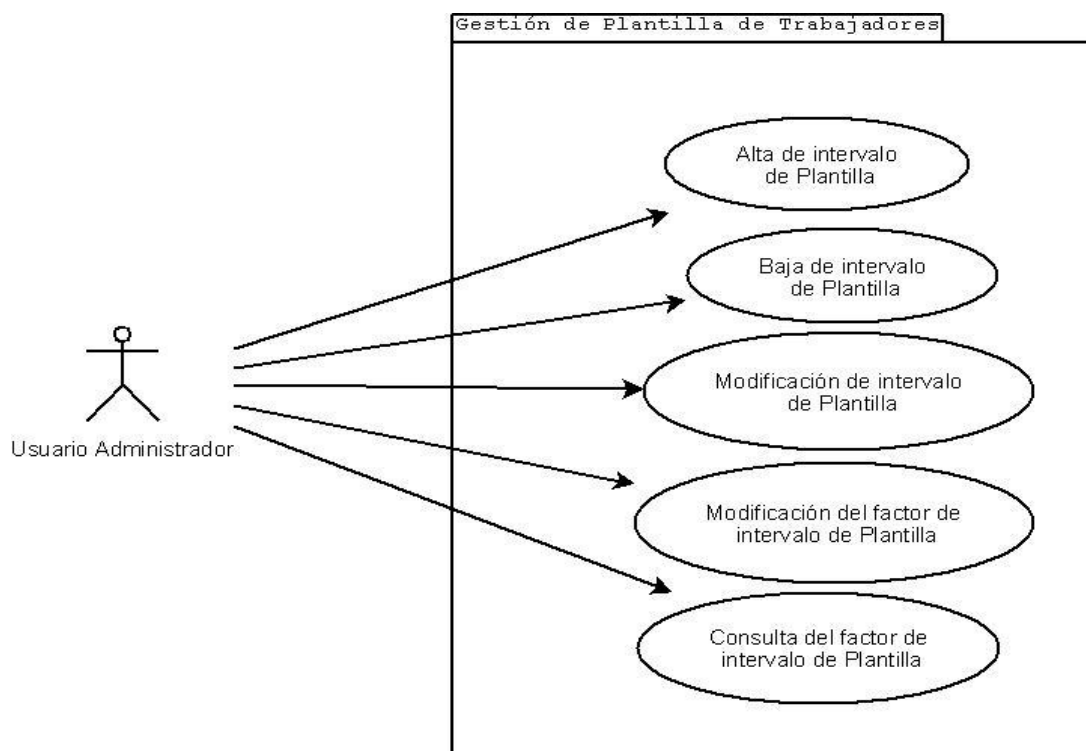 Gestión de Plantilla de Trabajadores
Alta de intervalo
de Plantilla
Baja de intervalo
de Plantilla
Modificación de intervalo
de Plantilla
Usuario Administrador
Modificación del factor de
intervalo de Plantilla
Consulta del factor de
intervalo de Plantilla